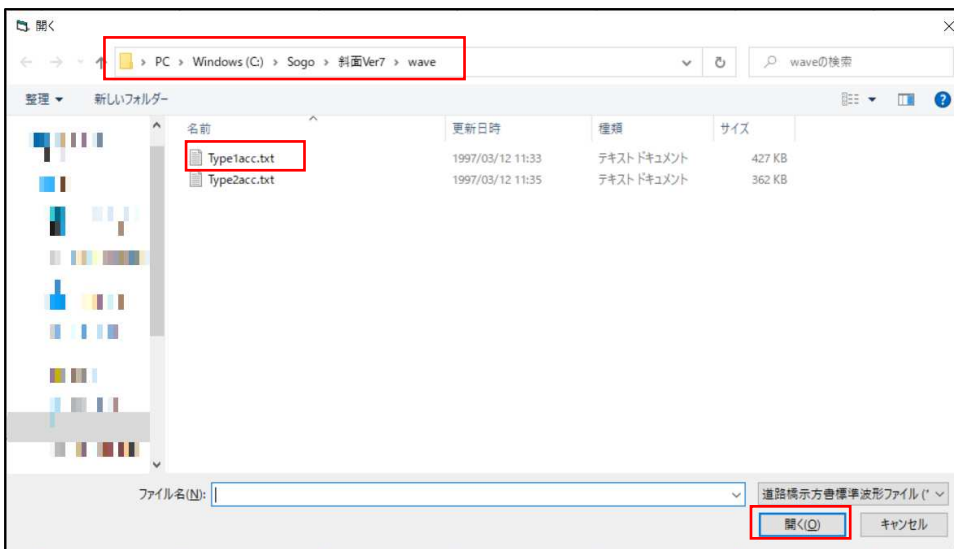 開く
PC › Windows (C:) › Sogo › 斜面Ver7 › wave
waveの検索
整理 新しいフォルダー
名前 更新日時 種類 サイズ
Type1acc.txt 1997/03/12 11:33 テキスト ドキュメント 427 KB
Type2acc.txt 1997/03/12 11:35 テキスト ドキュメント 362 KB
ファイル名(N): 道路橋示方書標準波形ファイル (*
開く(O) キャンセル